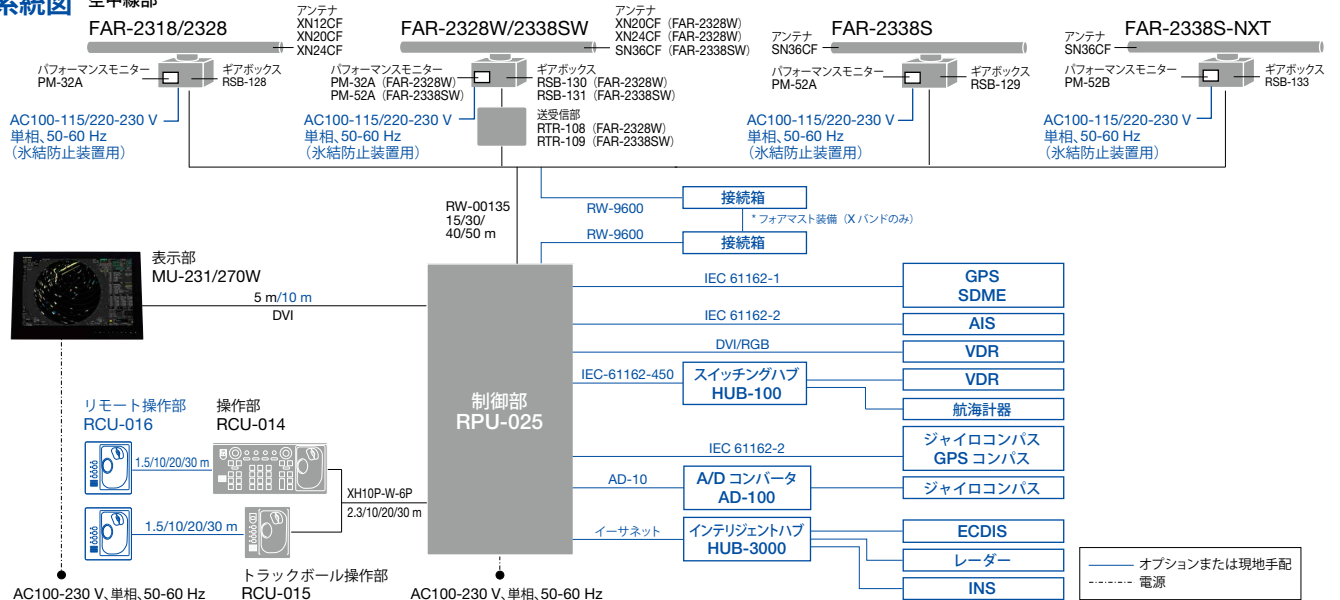 系統図
空中線部
FAR-2318/2328
アンテナ
XN12CF
XN20CF
XN24CF
パフォーマンスモニター
PM-32A
ギアボックス
RSB-128
AC100-115/220-230 V
単相、50-60 Hz
（氷結防止装置用）
FAR-2328W/2338SW
アンテナ
XN20CF（FAR-2328W）
XN24CF（FAR-2328W）
SN36CF（FAR-2338SW）
パフォーマンスモニター
PM-32A（FAR-2328W）
PM-52A（FAR-2338SW）
ギアボックス
RSB-130（FAR-2328W）
RSB-131（FAR-2338SW）
送受信部
RTR-108（FAR-2328W）
RTR-109（FAR-2338SW）
AC100-115/220-230 V
単相、50-60 Hz
（氷結防止装置用）
FAR-2338S
アンテナ
SN36CF
パフォーマンスモニター
PM-52A
ギアボックス
RSB-129
AC100-115/220-230 V
単相、50-60 Hz
（氷結防止装置用）
FAR-2338S-NXT
アンテナ
SN36CF
パフォーマンスモニター
PM-52B
ギアボックス
RSB-133
AC100-115/220-230 V
単相、50-60 Hz
（氷結防止装置用）
RW-00135
15/30/
40/50 m
RW-9600
接続箱
* フォアマスト装備（X バンドのみ）
RW-9600
接続箱
表示部
MU-231/270W
5 m/10 m
DVI
制御部
RPU-025
IEC 61162-1
GPS
SDME
IEC 61162-2
AIS
DVI/RGB
VDR
IEC-61162-450
スイッチングハブ
HUB-100
VDR
航海計器
IEC 61162-2
ジャイロコンパス
GPS コンパス
AD-10
A/D コンバータ
AD-100
ジャイロコンパス
イーサネット
インテリジェントハブ
HUB-3000
ECDIS
レーダー
INS
リモート操作部
RCU-016
操作部
RCU-014
1.5/10/20/30 m
XH10P-W-6P
2.3/10/20/30 m
1.5/10/20/30 m
トラックボール操作部
RCU-015
AC100-230 V、単相、50-60 Hz
AC100-230 V、単相、50-60 Hz
オプションまたは現地手配
電源